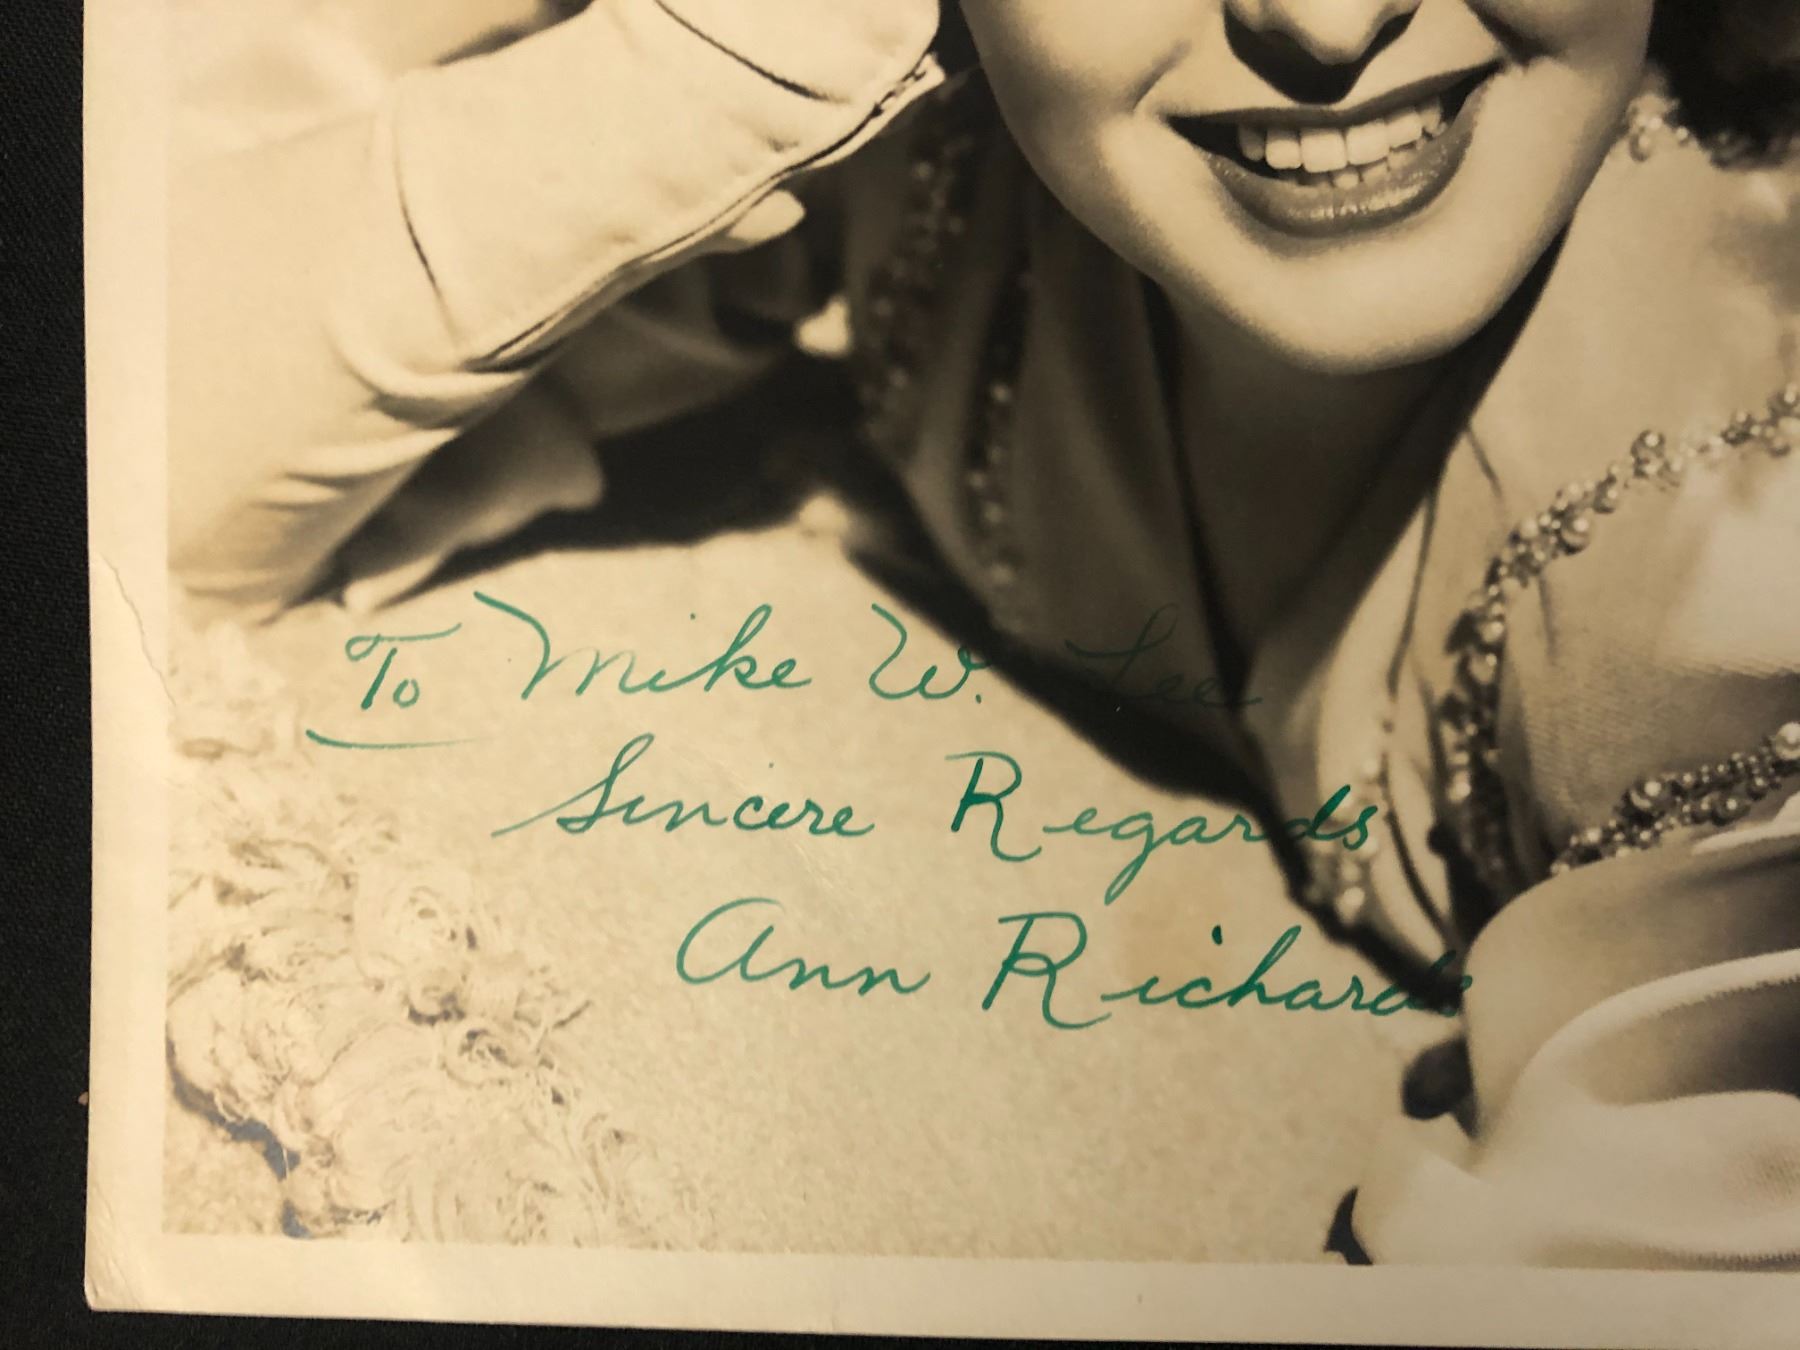 To Mike W. Lee
Sincere Regards
Ann Richards